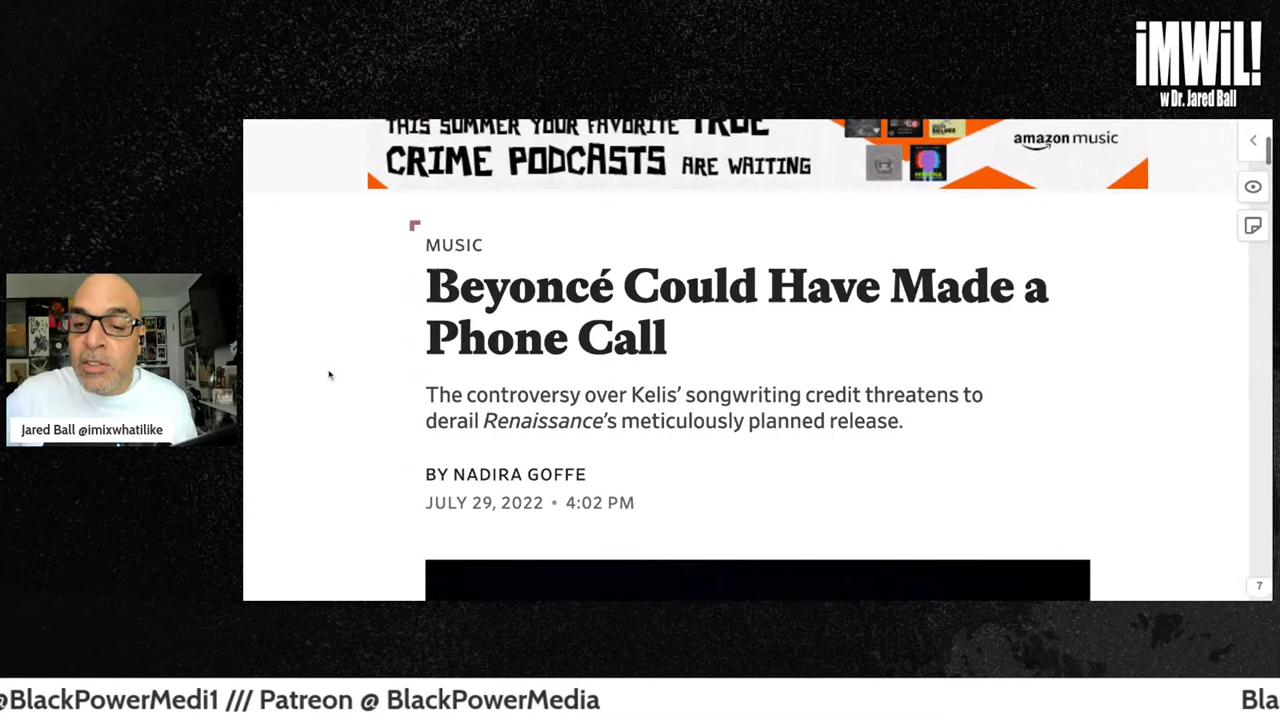 iMWiL!
w Dr. Jared Ball
THIS SUMMER YOUR FAVORITE TRUE
CRIME PODCASTS ARE WAITING
amazon music
MUSIC
Beyoncé Could Have Made a
Phone Call
The controversy over Kelis’ songwriting credit threatens to
derail Renaissance’s meticulously planned release.
BY NADIRA GOFFE
JULY 29, 2022 • 4:02 PM
7
Jared Ball @imixwhatilike
@BlackPowerMedi1 /// Patreon @ BlackPowerMedia
Bla